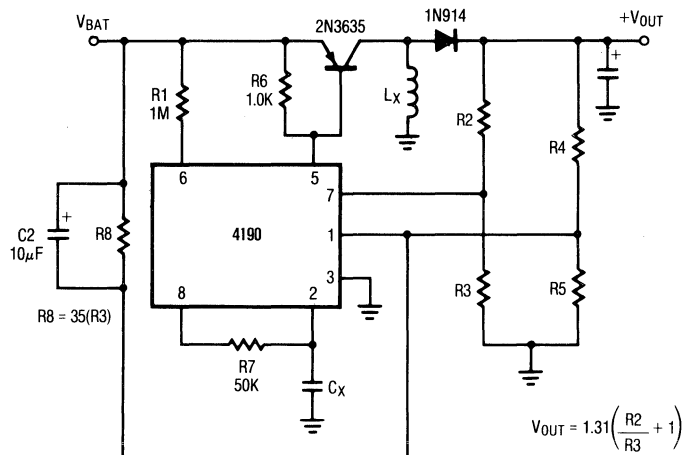 2N3635
1N914
VBAT
+VOUT
R1
1M
R6
1.0K
LX
+
R2
R4
6
5
7
+
C2
10µF
R8
4190
1
3
R3
R5
8
2
R8 = 35(R3)
R7
50K
CX
VOUT = 1.31(R2/R3 + 1)